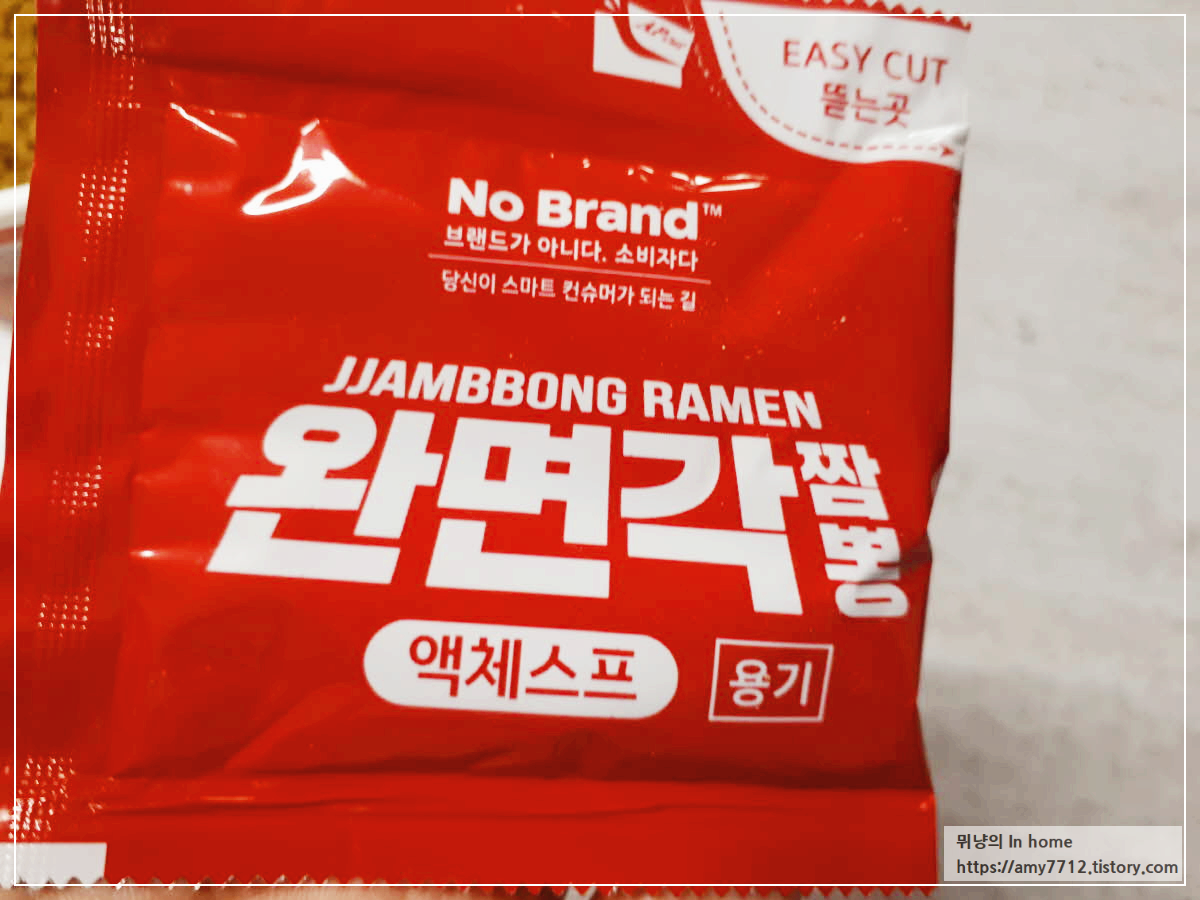 EASY CUT
뜯는곳
No Brand™
브랜드가 아니다. 소비자다
당신이 스마트 컨슈머가 되는 길
JJAMBBONG RAMEN
완면각
짬뽕
액체스프
용기
뮈냥의 In home
https://amy7712.tistory.com